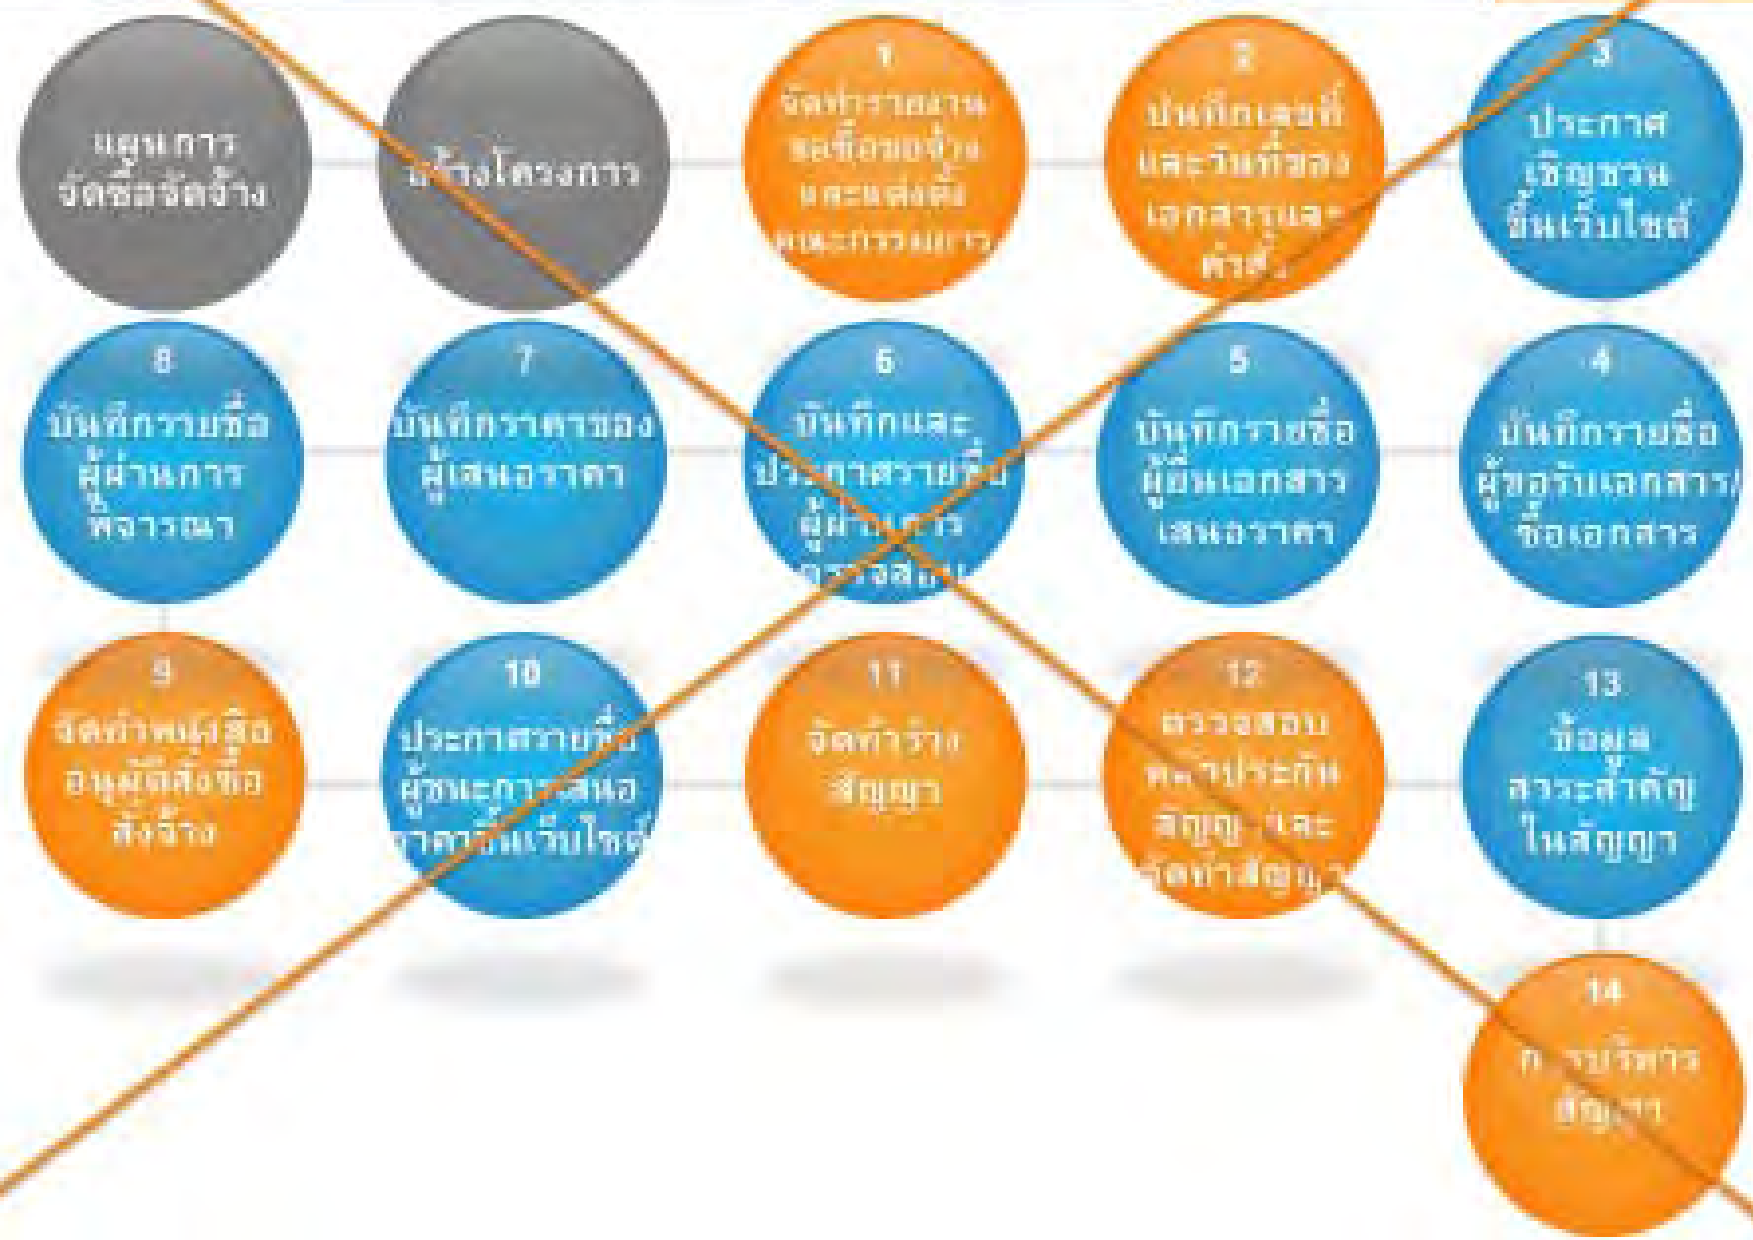 แผนการ
จัดซื้อจัดจ้าง
สร้างโครงการ
1
จัดทำรายงาน
ขอซื้อขอจ้าง
และแต่งตั้ง
คณะกรรมการ
2
บันทึกเลขที่
และวันที่ของ
เอกสารและ
คำสั่ง
3
ประกาศ
เชิญชวน
ขึ้นเว็บไซต์
4
บันทึกรายชื่อ
ผู้ขอรับเอกสาร/
ซื้อเอกสาร
5
บันทึกรายชื่อ
ผู้ยื่นเอกสาร
เสนอราคา
6
บันทึกและ
ประกาศรายชื่อ
ผู้ผ่านการ
ตรวจสอบ
7
บันทึกราคาของ
ผู้เสนอราคา
8
บันทึกรายชื่อ
ผู้ผ่านการ
พิจารณา
9
จัดทำหนังสือ
อนุมัติสั่งซื้อ
สั่งจ้าง
10
ประกาศรายชื่อ
ผู้ชนะการเสนอ
ราคาขึ้นเว็บไซต์
11
จัดทำร่าง
สัญญา
12
ตรวจสอบ
หลักประกัน
สัญญาและ
จัดทำสัญญา
13
ข้อมูล
สาระสำคัญ
ในสัญญา
14
การบริหาร
สัญญา